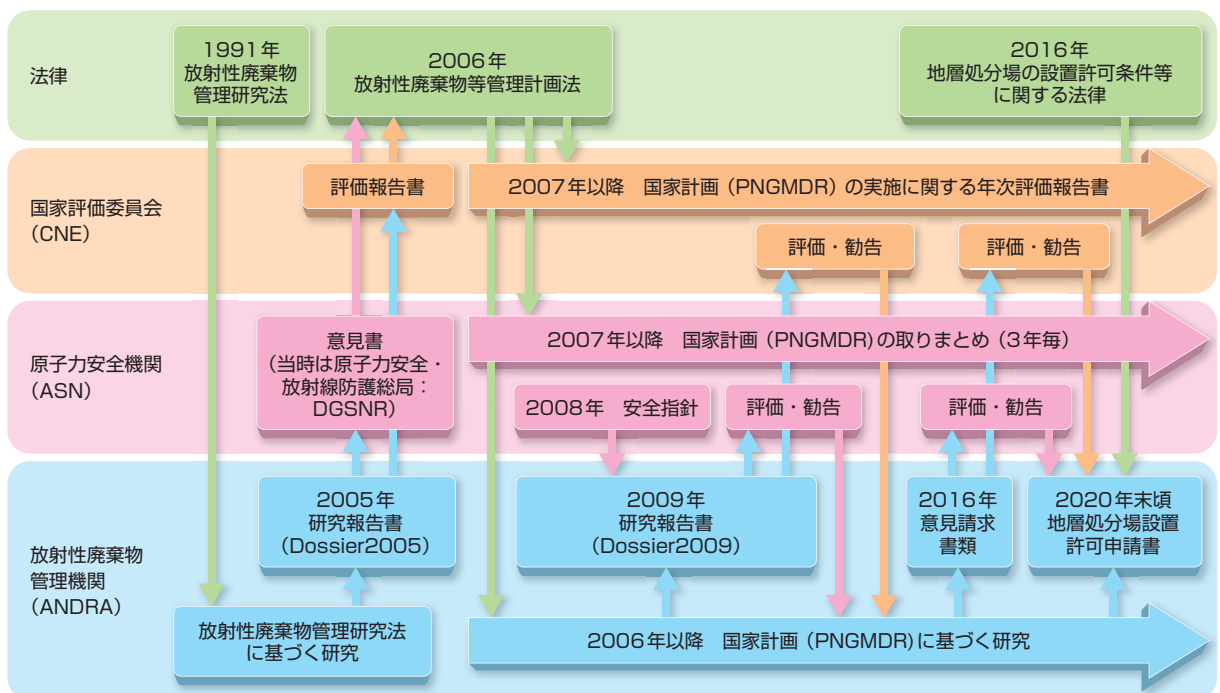 法律
1991年
放射性廃棄物
管理研究法
2006年
放射性廃棄物等管理計画法
2016年
地層処分場の設置許可条件等
に関する法律
国家評価委員会
(CNE)
評価報告書
2007年以降 国家計画(PNGMDR)の実施に関する年次評価報告書
評価・勧告
評価・勧告
原子力安全機関
(ASN)
意見書
(当時は原子力安全・
放射線防護総局:
DGSNR)
2007年以降 国家計画(PNGMDR)の取りまとめ(3年毎)
2008年 安全指針
評価・勧告
評価・勧告
放射性廃棄物
管理機関
(ANDRA)
2005年
研究報告書
(Dossier2005)
2009年
研究報告書
(Dossier2009)
2016年
意見請求
書類
2020年末頃
地層処分場設置
許可申請書
放射性廃棄物管理研究法
に基づく研究
2006年以降 国家計画(PNGMDR)に基づく研究